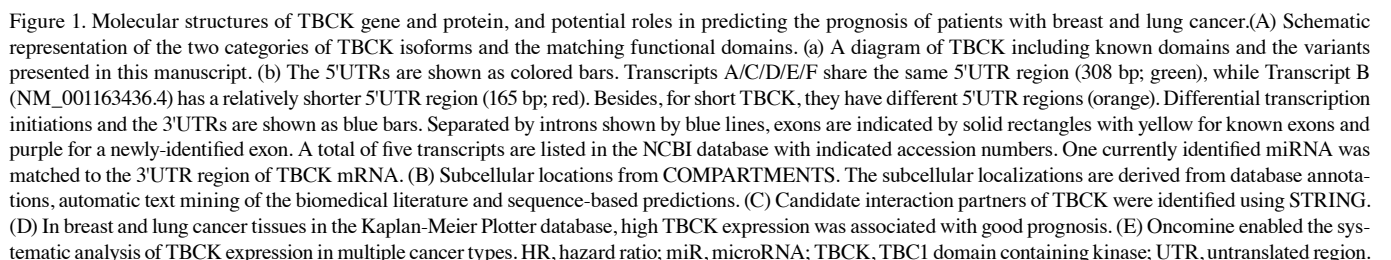 Figure 1. Molecular structures of TBCK gene and protein, and potential roles in predicting the prognosis of patients with breast and lung cancer.(A) Schematic
representation of the two categories of TBCK isoforms and the matching functional domains. (a) A diagram of TBCK including known domains and the variants
presented in this manuscript. (b) The 5'UTRs are shown as colored bars. Transcripts A/C/D/E/F share the same 5'UTR region (308 bp; green), while Transcript B
(NM_001163436.4) has a relatively shorter 5'UTR region (165 bp; red). Besides, for short TBCK, they have different 5'UTR regions (orange). Differential transcription
initiations and the 3'UTRs are shown as blue bars. Separated by introns shown by blue lines, exons are indicated by solid rectangles with yellow for known exons and
purple for a newly-identified exon. A total of five transcripts are listed in the NCBI database with indicated accession numbers. One currently identified miRNA was
matched to the 3'UTR region of TBCK mRNA. (B) Subcellular locations from COMPARTMENTS. The subcellular localizations are derived from database annota-
tions, automatic text mining of the biomedical literature and sequence-based predictions. (C) Candidate interaction partners of TBCK were identified using STRING.
(D) In breast and lung cancer tissues in the Kaplan-Meier Plotter database, high TBCK expression was associated with good prognosis. (E) Oncomine enabled the sys-
tematic analysis of TBCK expression in multiple cancer types. HR, hazard ratio; miR, microRNA; TBCK, TBC1 domain containing kinase; UTR, untranslated region.